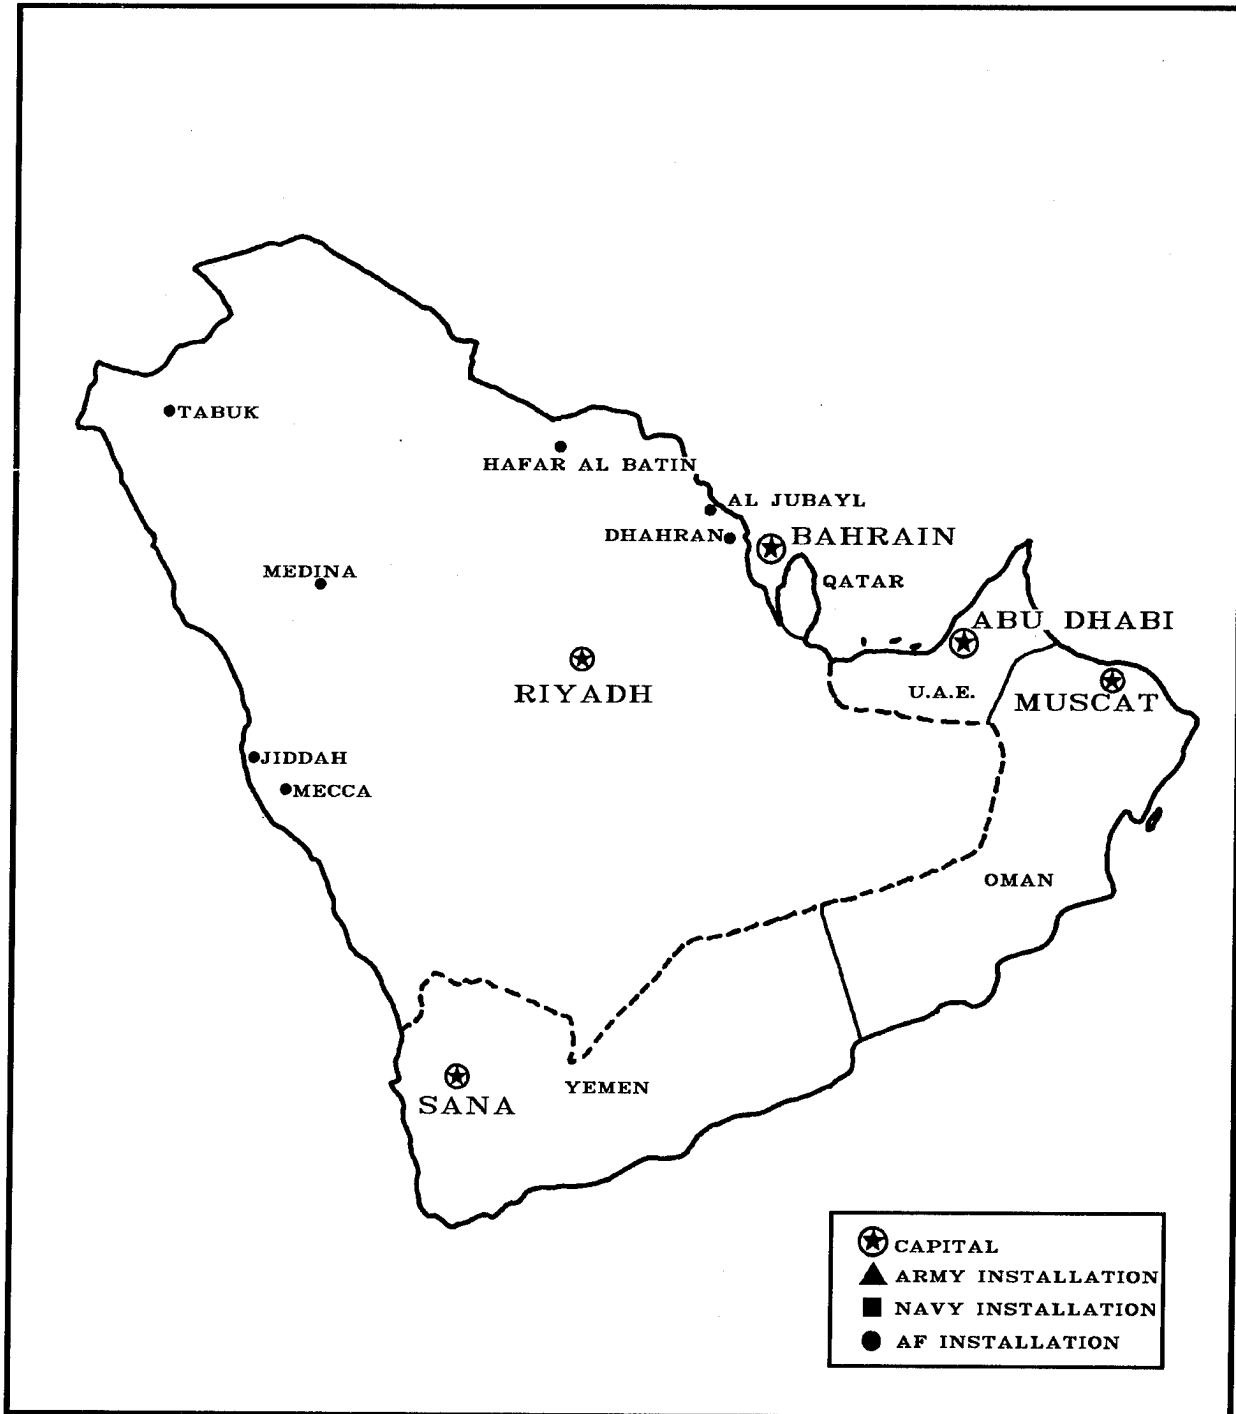 TABUK
HAFAR AL BATIN
AL JUBAYL
DHAHRAN
BAHRAIN
MEDINA
QATAR
ABU DHABI
RIYADH
U.A.E.
MUSCAT
JIDDAH
MECCA
OMAN
YEMEN
SANA
CAPITAL
ARMY INSTALLATION
NAVY INSTALLATION
AF INSTALLATION